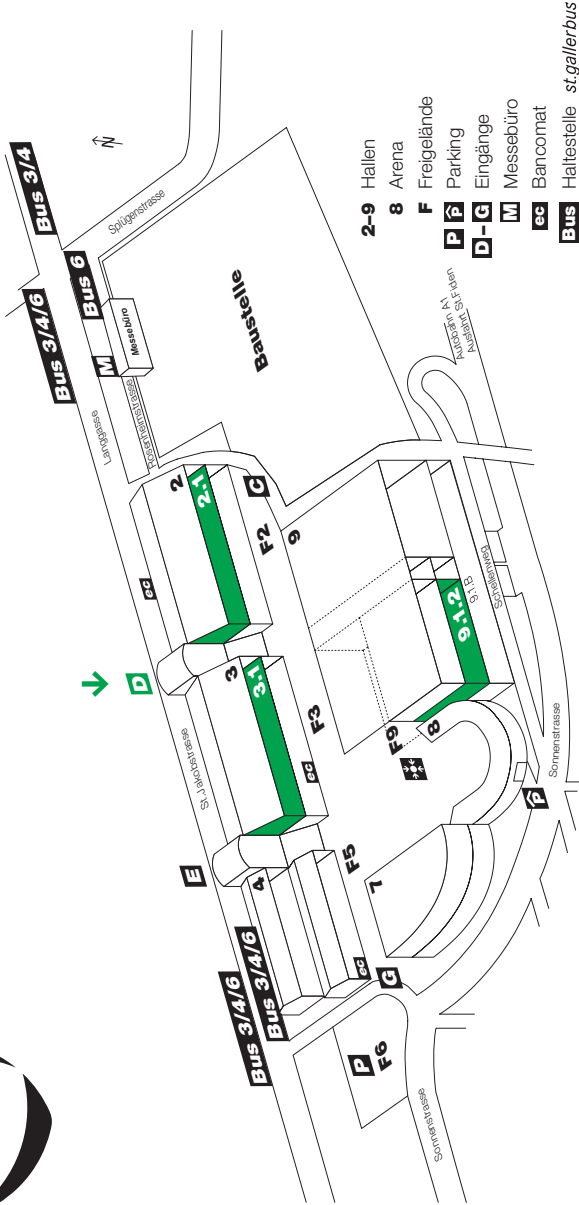 Bus 3/4
Bus 3/4/6
Bus 6
N
Splügenstrasse
M
Messebüro
Rosenheimstrasse
Langgasse
Baustelle
2
2.1
C
ec
F2
9
D
St.Jakobstrasse
3
3.1
F3
ec
E
4
F5
Bus 3/4/6
Bus 3/4/6
ec
G
P
F6
7
F9
8
9.1.2
9.1.B
Schellenweg
Autobahn A1
Ausfahrt St.Fiden
P
Sonnenstrasse
Sonnenstrasse
2–9 Hallen
8 Arena
F Freigelände
P P Parking
D–G Eingänge
M Messebüro
ec Bancomat
Bus Haltestelle st.gallerbus